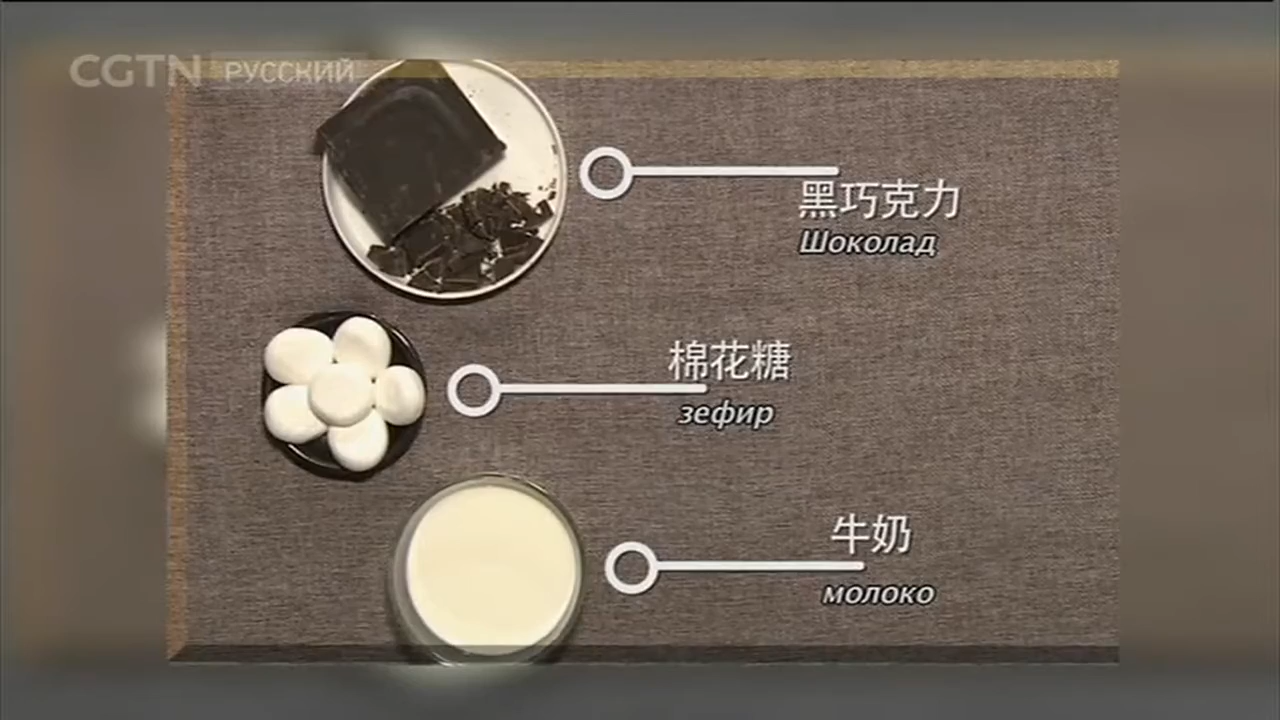 CGTN РУССКИЙ
黑巧克力
Шоколад
棉花糖
зефир
牛奶
молоко